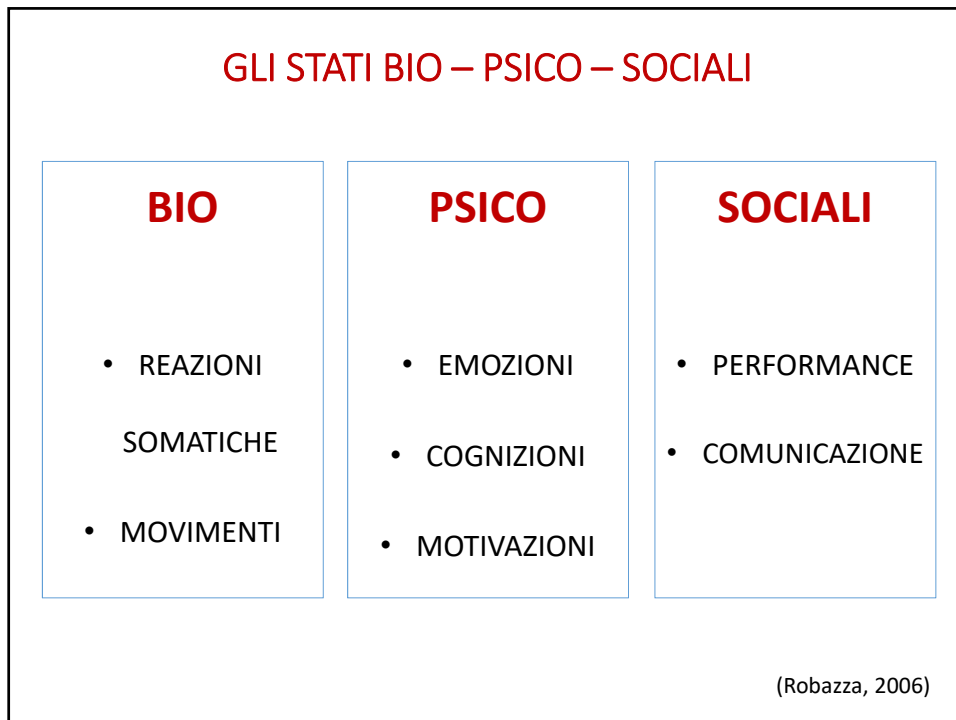 GLI STATI BIO – PSICO – SOCIALI
BIO
• REAZIONI
SOMATICHE
• MOVIMENTI
PSICO
• EMOZIONI
• COGNIZIONI
• MOTIVAZIONI
SOCIALI
• PERFORMANCE
• COMUNICAZIONE
(Robazza, 2006)